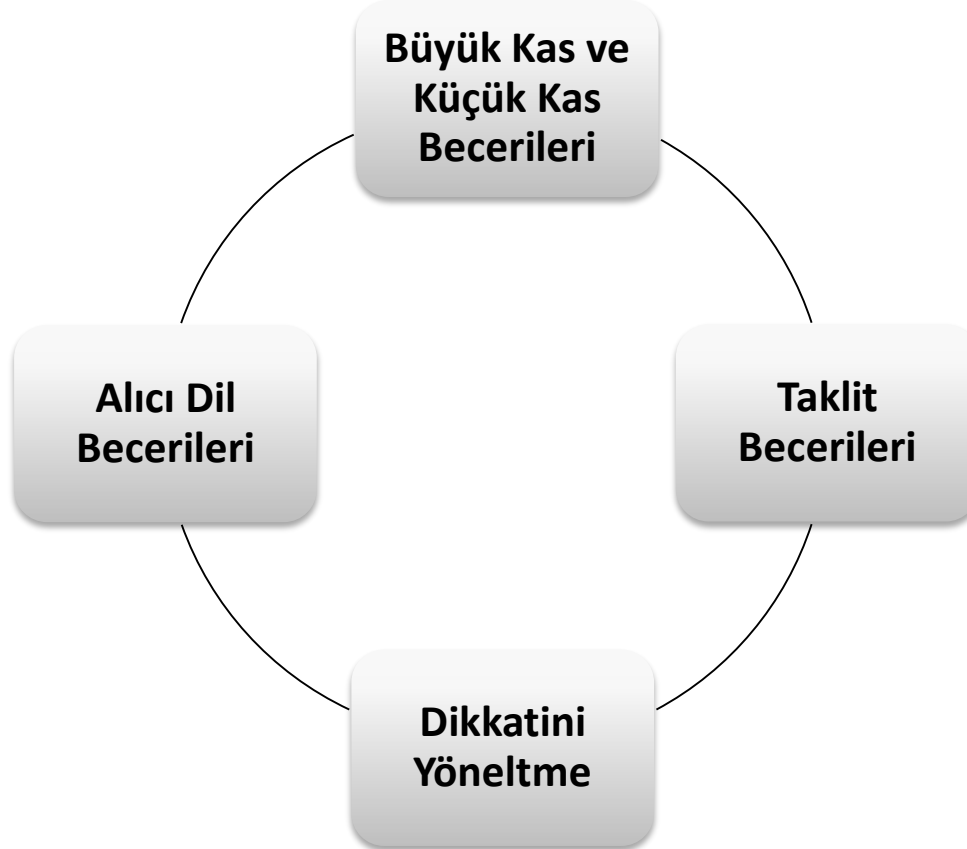 Büyük Kas ve
Küçük Kas
Becerileri
Alıcı Dil
Becerileri
Taklit
Becerileri
Dikkatini
Yöneltme